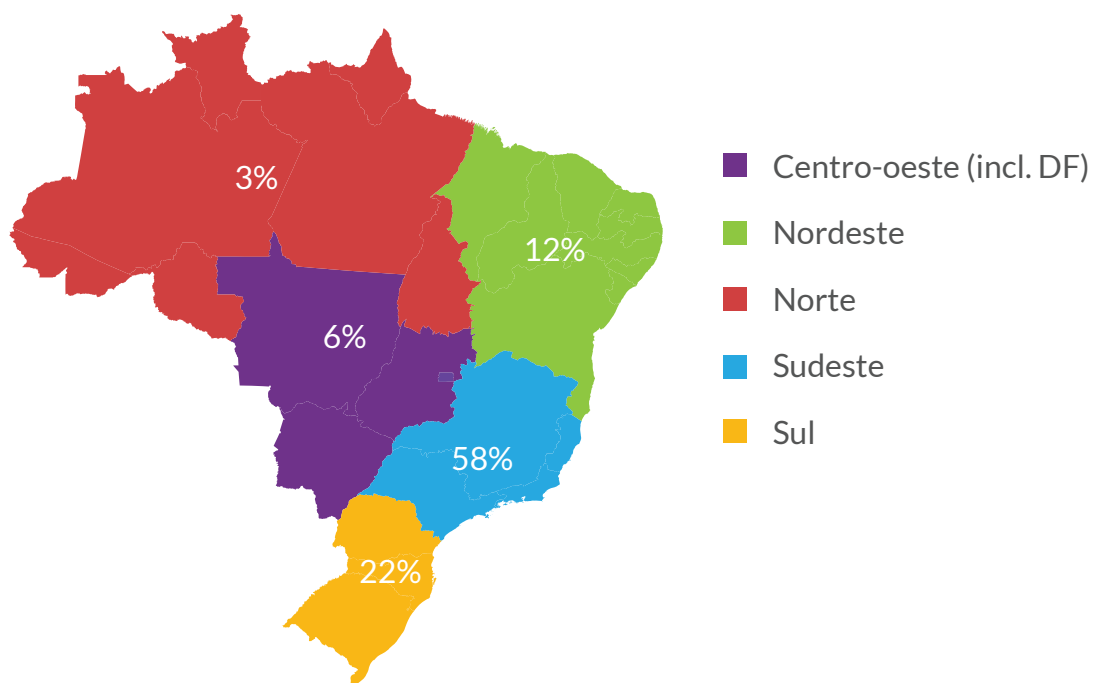 3%
12%
6%
58%
22%
Centro-oeste (incl. DF)
Nordeste
Norte
Sudeste
Sul